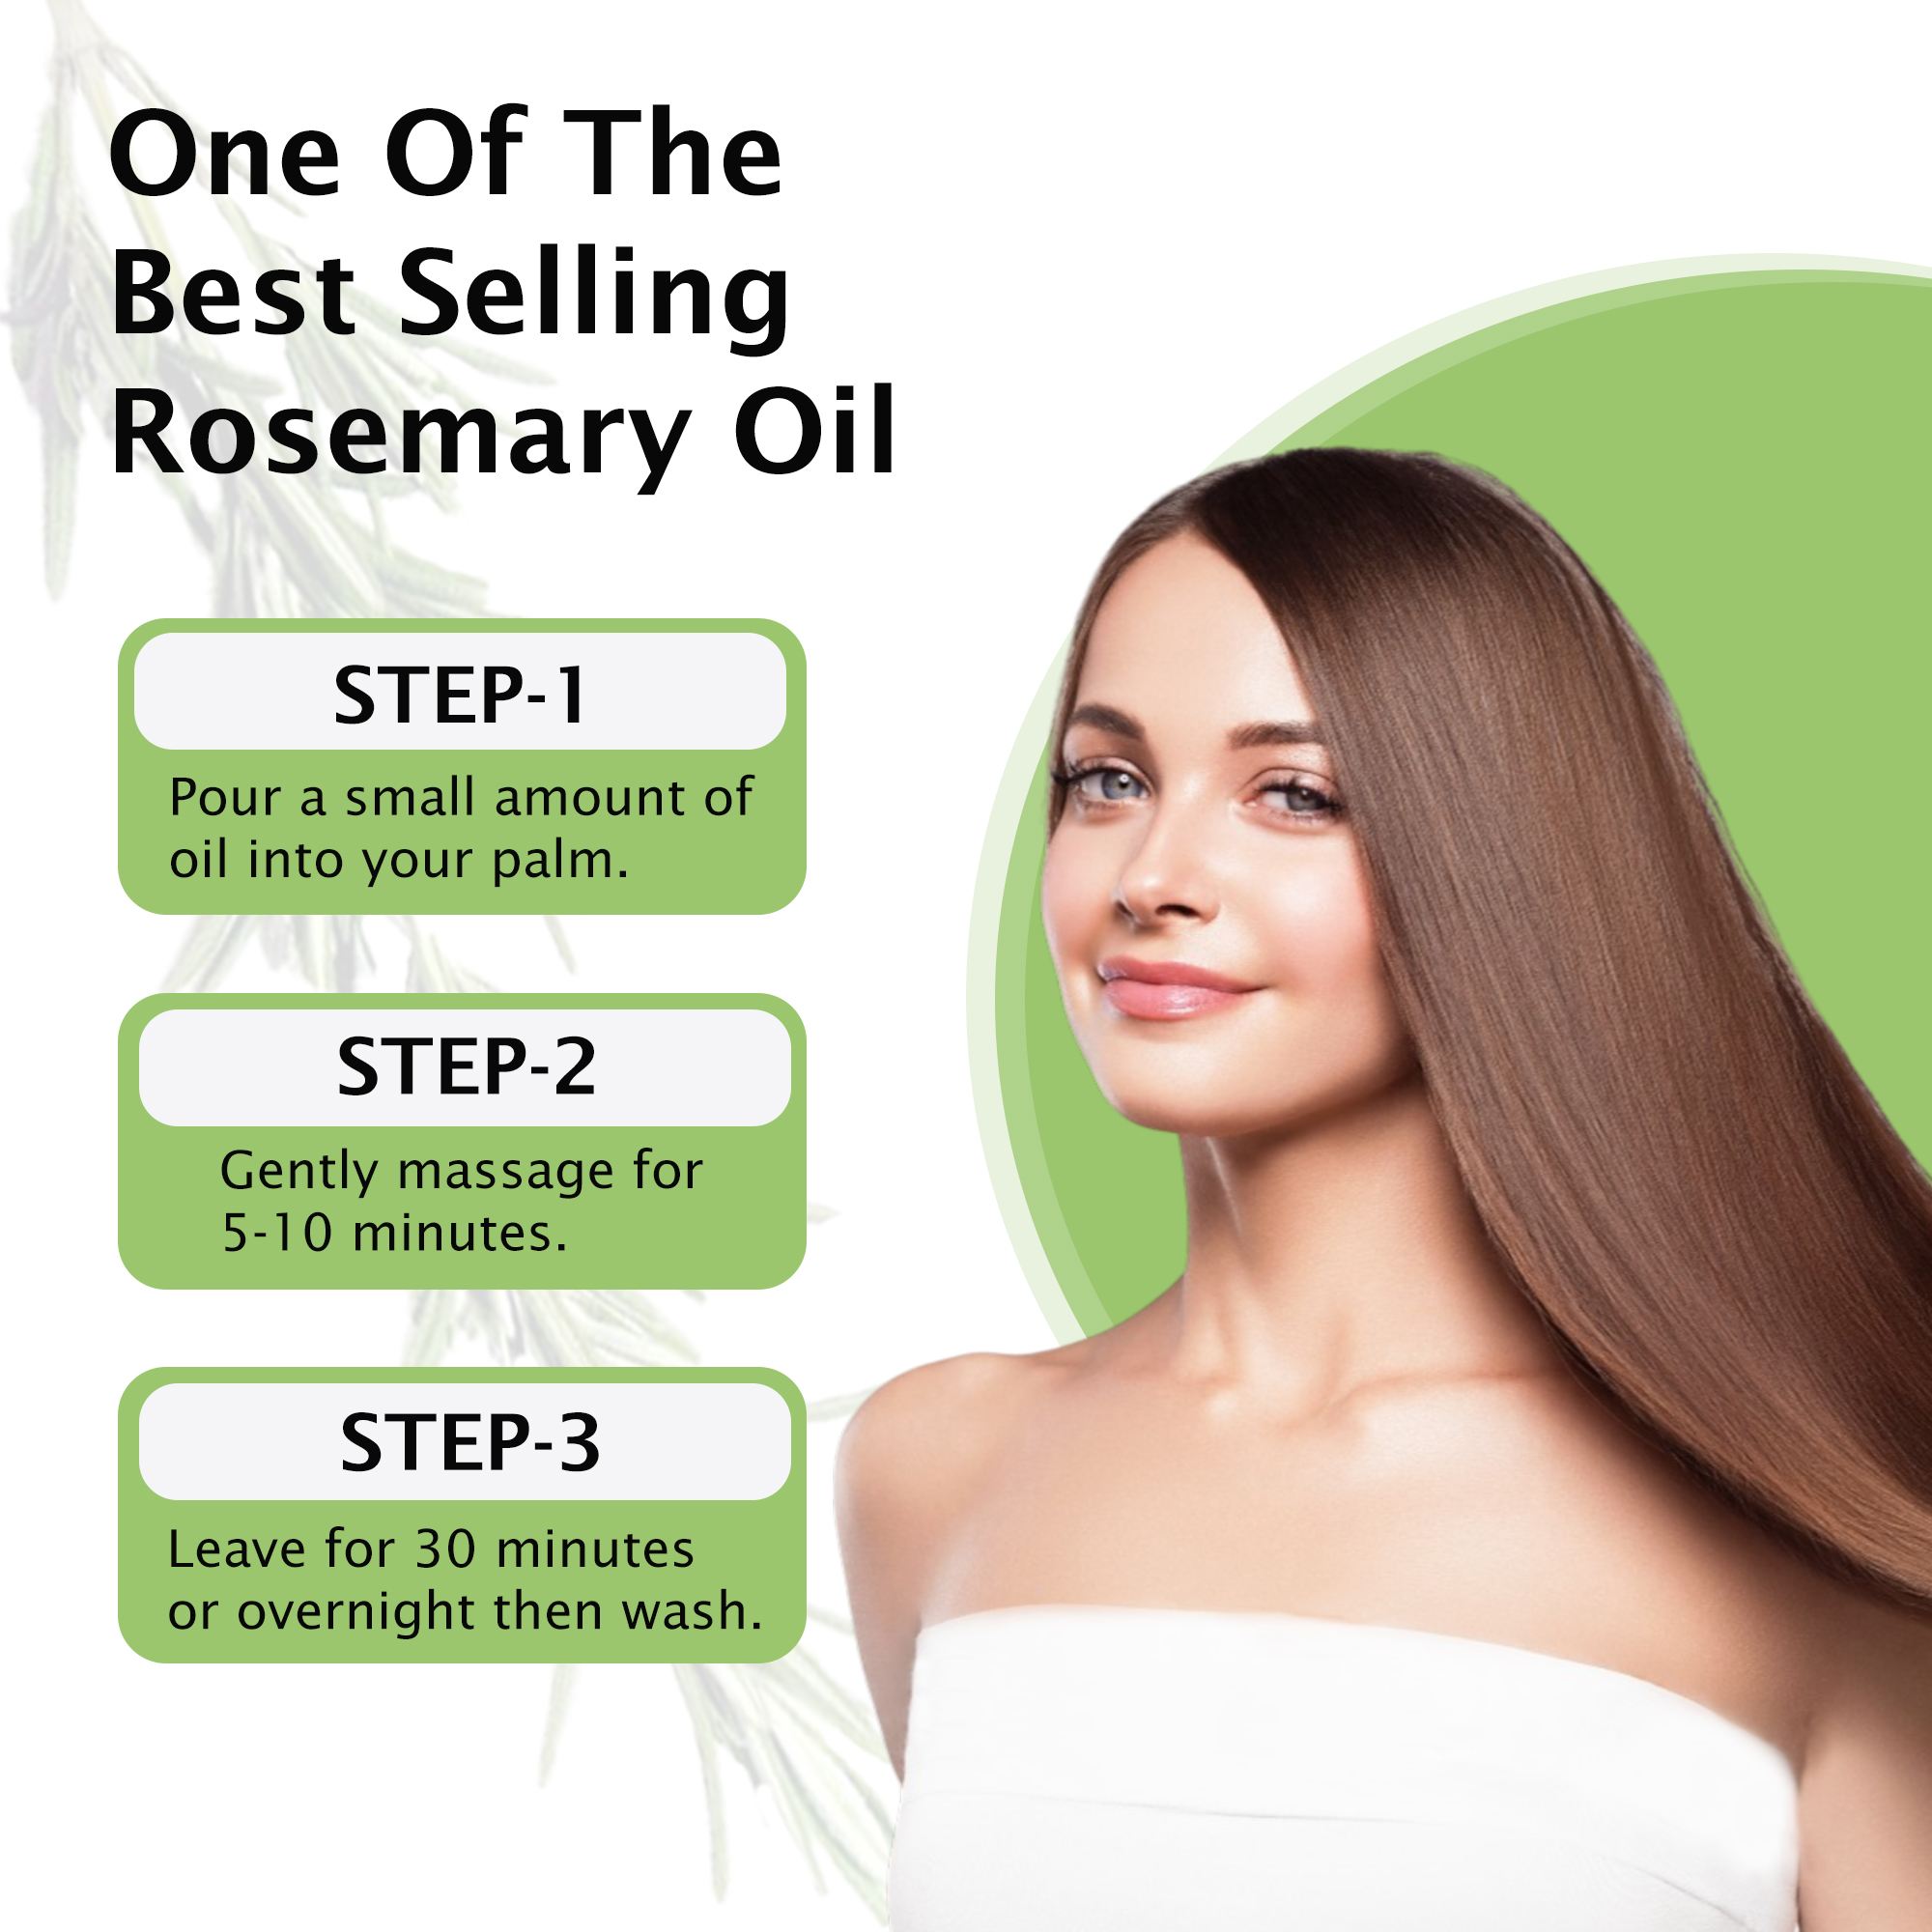 One Of The
Best Selling
Rosemary Oil
STEP-1
Pour a small amount of
oil into your palm.
STEP-2
Gently massage for
5-10 minutes.
STEP-3
Leave for 30 minutes
or overnight then wash.